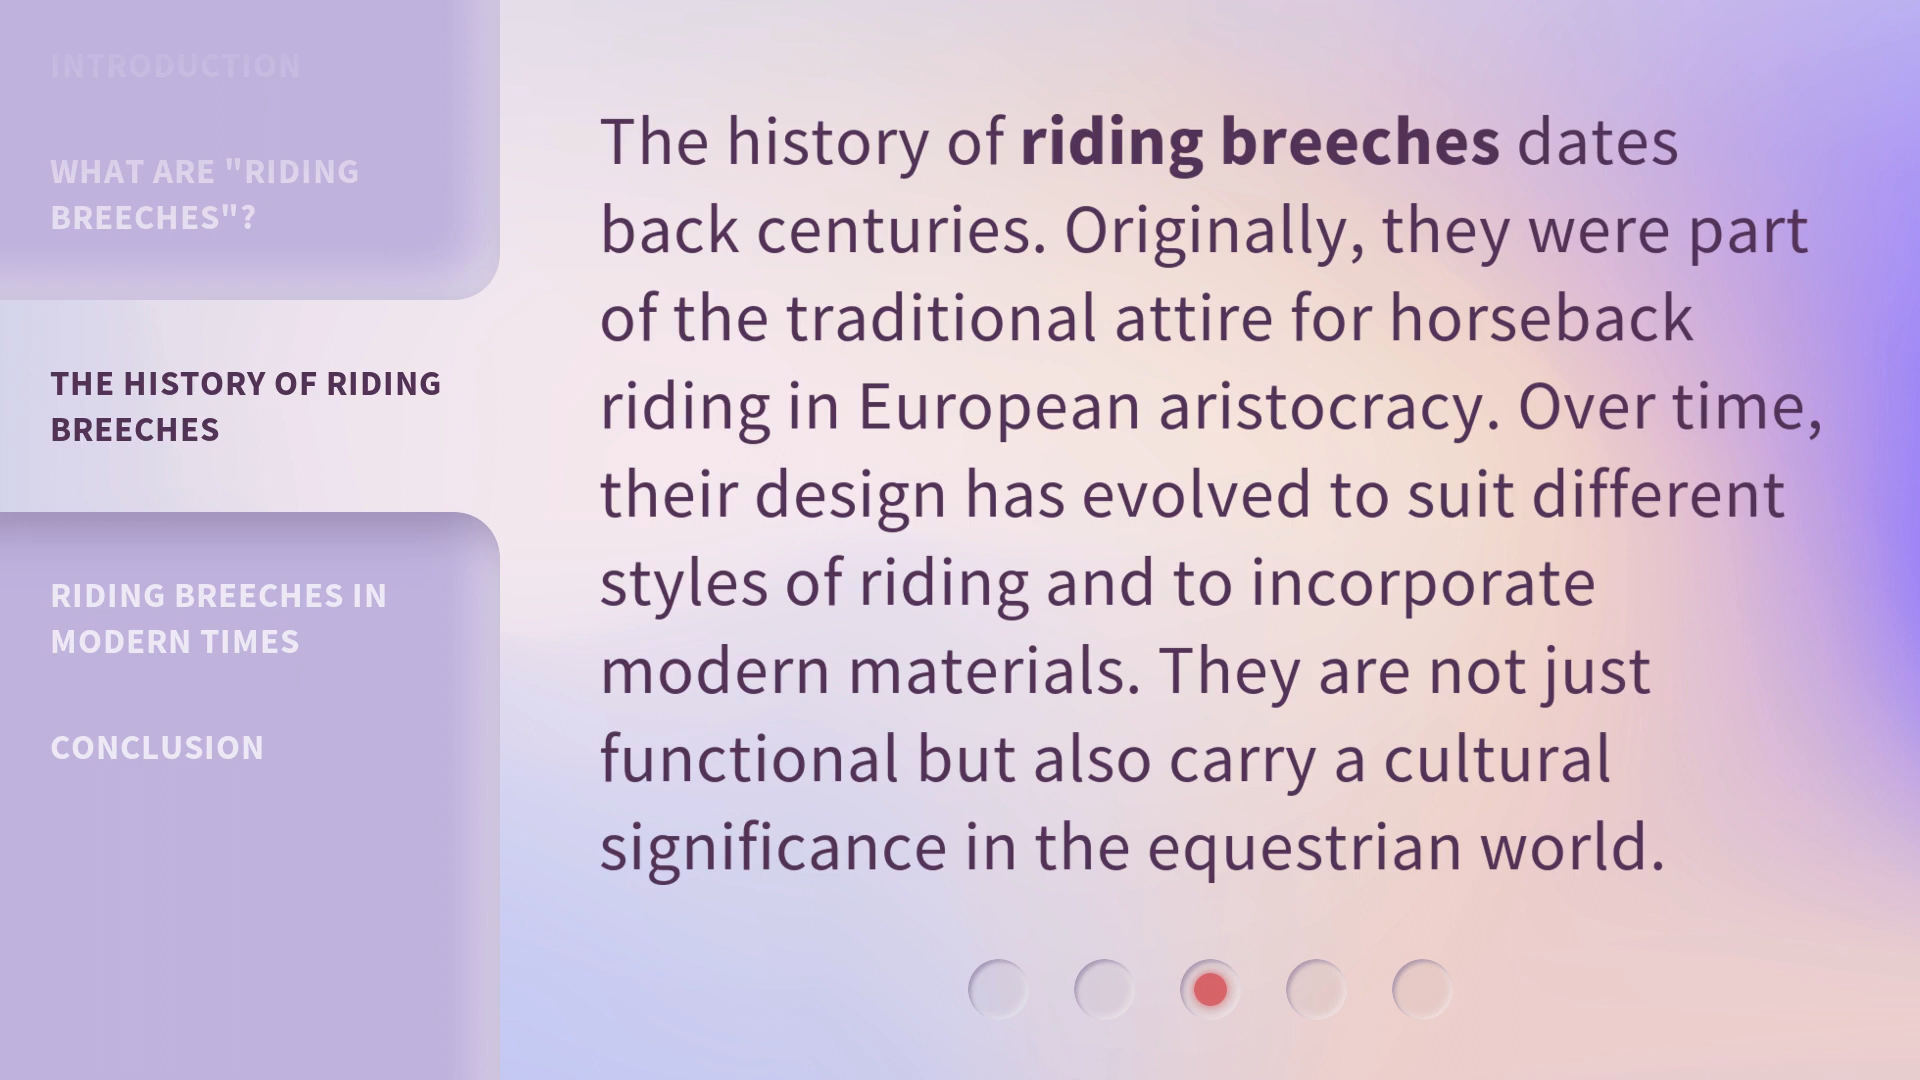 INTRODUCTION
WHAT ARE "RIDING
BREECHES"?
THE HISTORY OF RIDING
BREECHES
RIDING BREECHES IN
MODERN TIMES
CONCLUSION
The history of riding breeches dates
back centuries. Originally, they were part
of the traditional attire for horseback
riding in European aristocracy. Over time,
their design has evolved to suit different
styles of riding and to incorporate
modern materials. They are not just
functional but also carry a cultural
significance in the equestrian world.